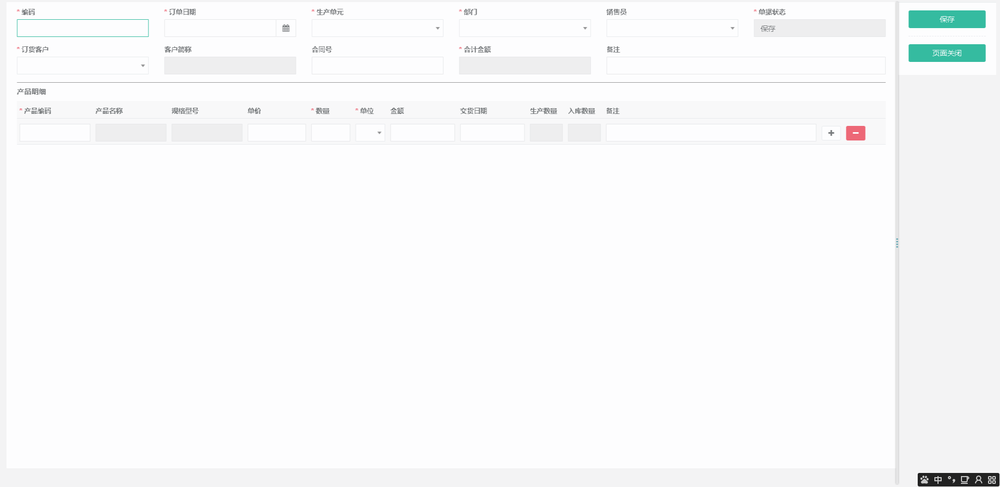 * 编码 * 订单日期 * 生产单元 * 部门 销售员 * 单据状态
保存
* 订货客户 客户简称 合同号 * 合计金额 备注
产品明细
* 产品编码 产品名称 规格型号 单价 * 数量 * 单位 金额 交货日期 生产数量 入库数量 备注
保存
页面关闭
中